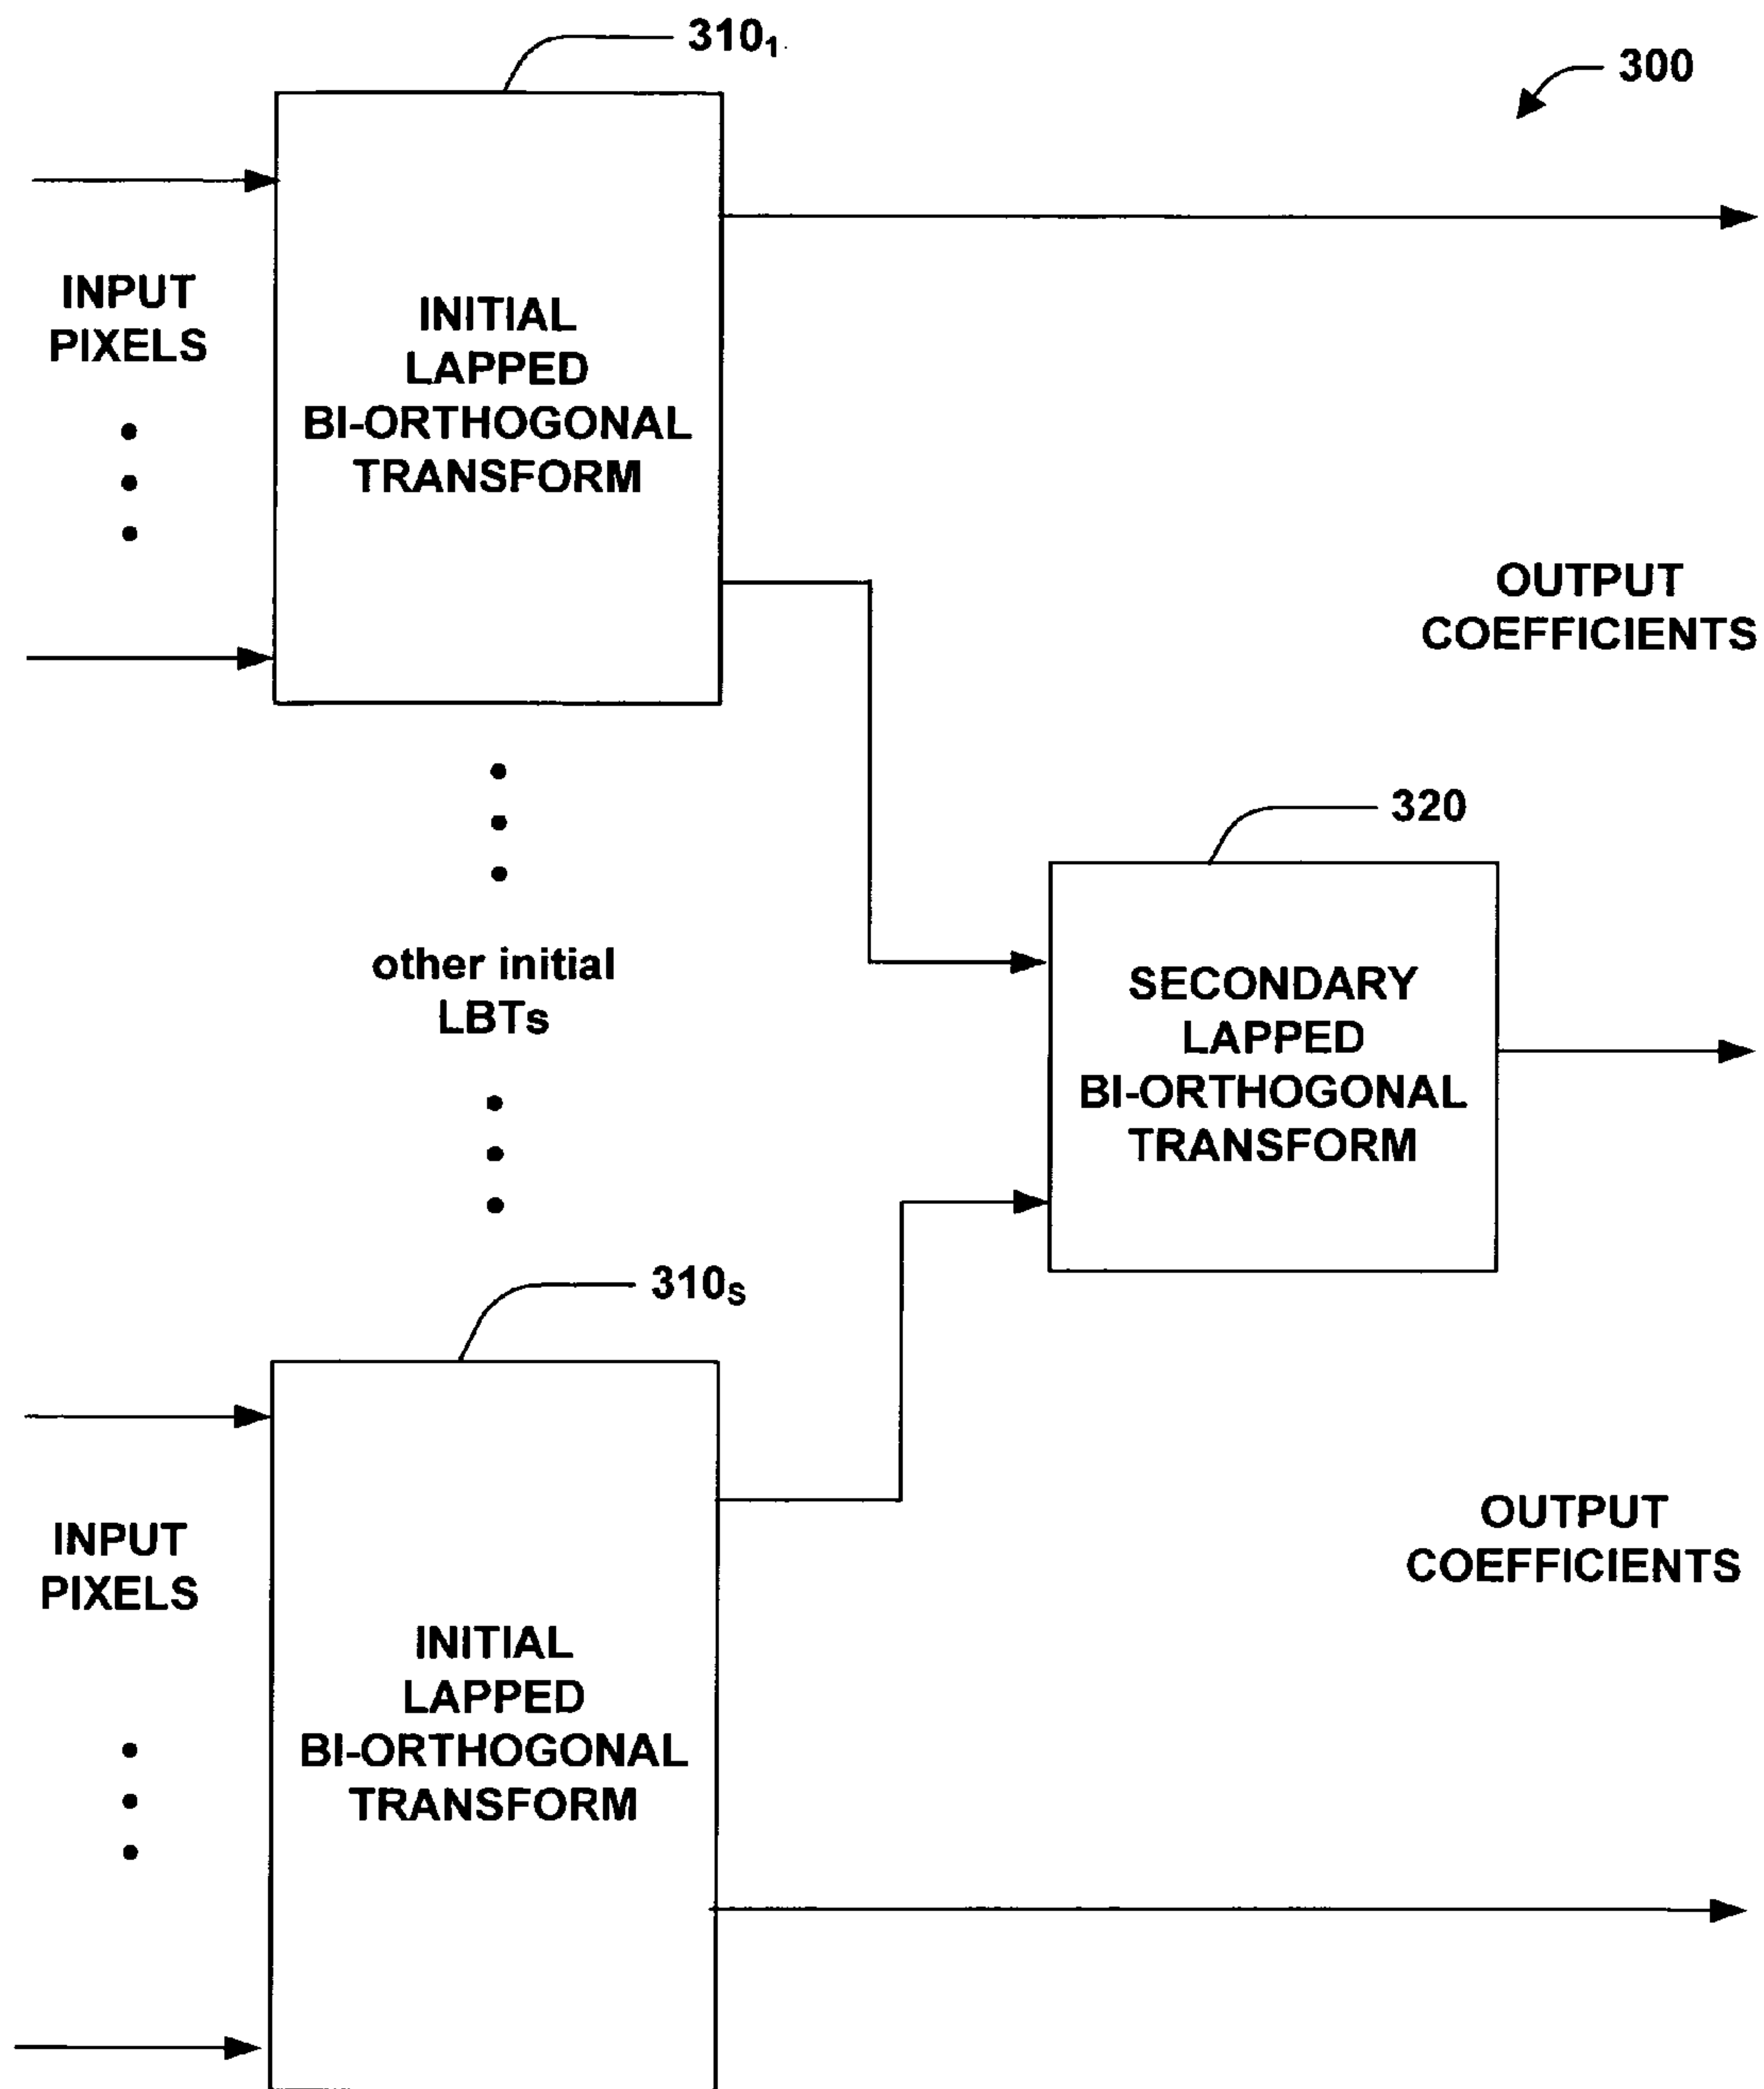 310₁
300
INPUT
PIXELS
INITIAL
LAPPED
BI-ORTHOGONAL
TRANSFORM
OUTPUT
COEFFICIENTS
other initial
LBTs
320
SECONDARY
LAPPED
BI-ORTHOGONAL
TRANSFORM
310S
INPUT
PIXELS
INITIAL
LAPPED
BI-ORTHOGONAL
TRANSFORM
OUTPUT
COEFFICIENTS